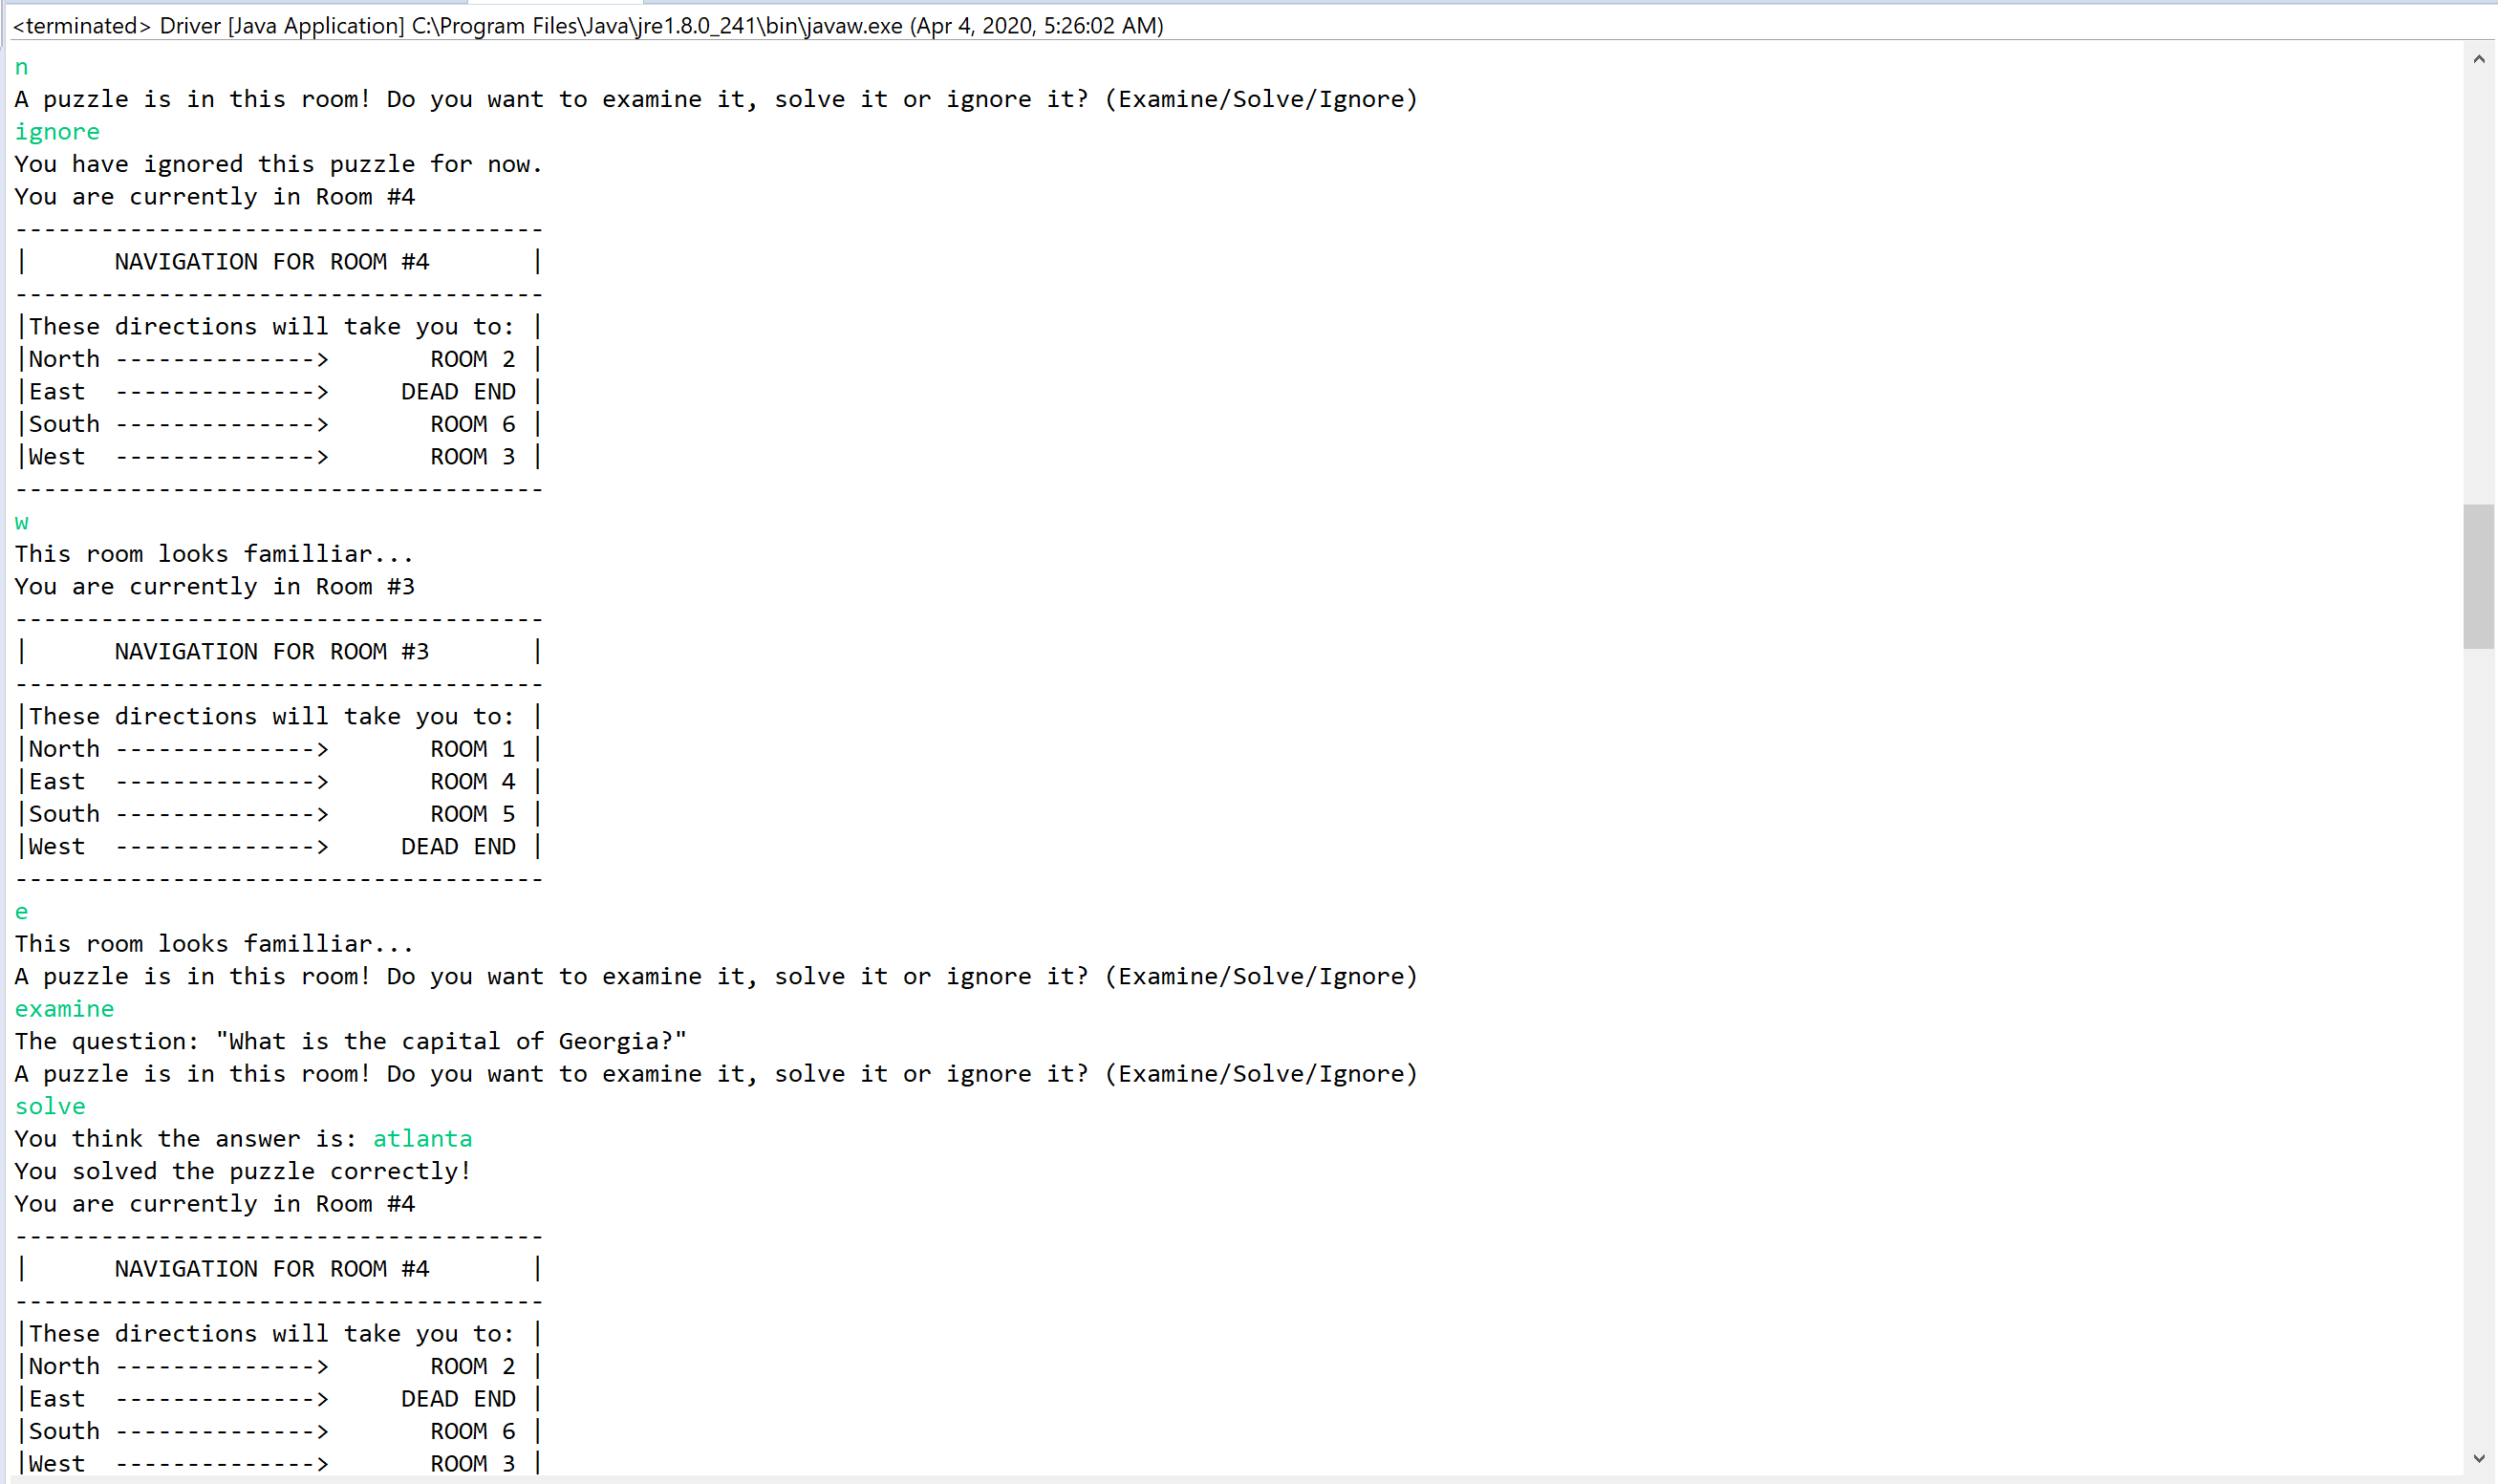 <terminated> Driver [Java Application] C:\Program Files\Java\jre1.8.0_241\bin\javaw.exe (Apr 4, 2020, 5:26:02 AM)
n
A puzzle is in this room! Do you want to examine it, solve it or ignore it? (Examine/Solve/Ignore)
ignore
You have ignored this puzzle for now.
You are currently in Room #4
-------------------------------------
|      NAVIGATION FOR ROOM #4       |
-------------------------------------
|These directions will take you to: |
|North -------------->       ROOM 2 |
|East  -------------->     DEAD END |
|South -------------->       ROOM 6 |
|West  -------------->       ROOM 3 |
-------------------------------------
w
This room looks familliar...
You are currently in Room #3
-------------------------------------
|      NAVIGATION FOR ROOM #3       |
-------------------------------------
|These directions will take you to: |
|North -------------->       ROOM 1 |
|East  -------------->       ROOM 4 |
|South -------------->       ROOM 5 |
|West  -------------->     DEAD END |
-------------------------------------
e
This room looks familliar...
A puzzle is in this room! Do you want to examine it, solve it or ignore it? (Examine/Solve/Ignore)
examine
The question: "What is the capital of Georgia?"
A puzzle is in this room! Do you want to examine it, solve it or ignore it? (Examine/Solve/Ignore)
solve
You think the answer is: atlanta
You solved the puzzle correctly!
You are currently in Room #4
-------------------------------------
|      NAVIGATION FOR ROOM #4       |
-------------------------------------
|These directions will take you to: |
|North -------------->       ROOM 2 |
|East  -------------->     DEAD END |
|South -------------->       ROOM 6 |
|West  -------------->       ROOM 3 |